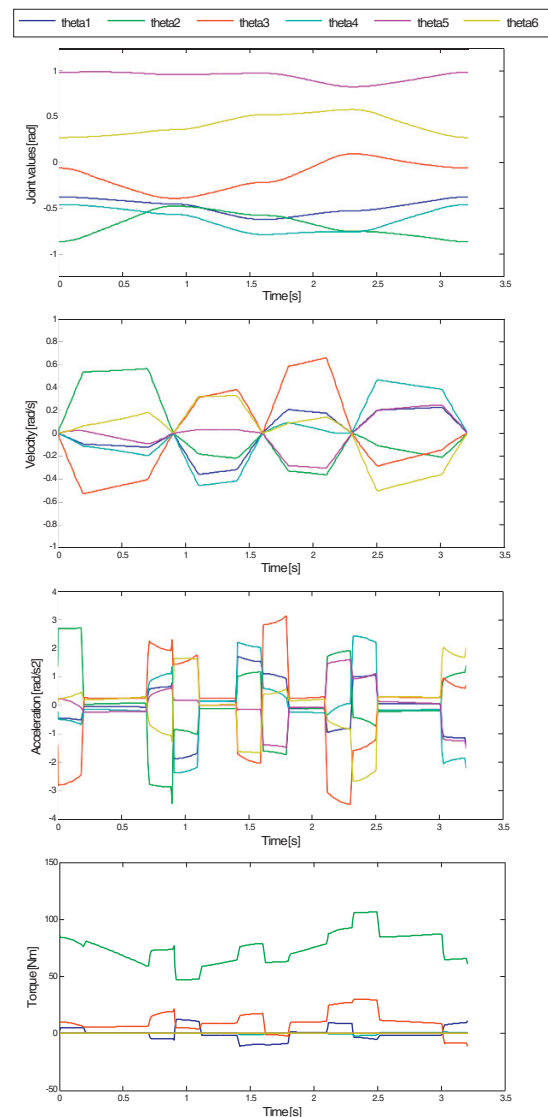 theta1 theta2 theta3 theta4 theta5 theta6
1
0.5
0
-0.5
-1
Joint values [rad]
0 0.5 1 1.5 2 2.5 3 3.5
Time [s]
1
0.8
0.6
0.4
0.2
0
-0.2
-0.4
-0.6
-0.8
-1
Velocity [rad/s]
0 0.5 1 1.5 2 2.5 3 3.5
Time [s]
4
3
2
1
0
-1
-2
-3
-4
Acceleration [rad/s2]
0 0.5 1 1.5 2 2.5 3 3.5
Time [s]
150
100
50
0
-50
Torque [Nm]
0 0.5 1 1.5 2 2.5 3 3.5
Time [s]